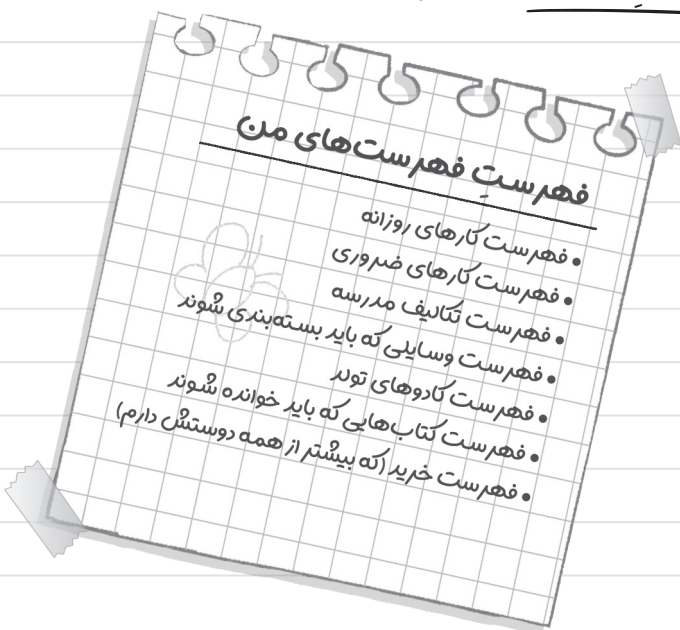 فهرستِ فهرست‌های من
• فهرست کارهای روزانه
• فهرست کارهای ضروری
• فهرست تکالیف مدرسه
• فهرست وسایلی که باید بسته‌بندی شوند
• فهرست کادوهای تولد
• فهرست کتاب‌هایی که باید خوانده شوند
• فهرست خرید (که بیشتر از همه دوستش دارم)